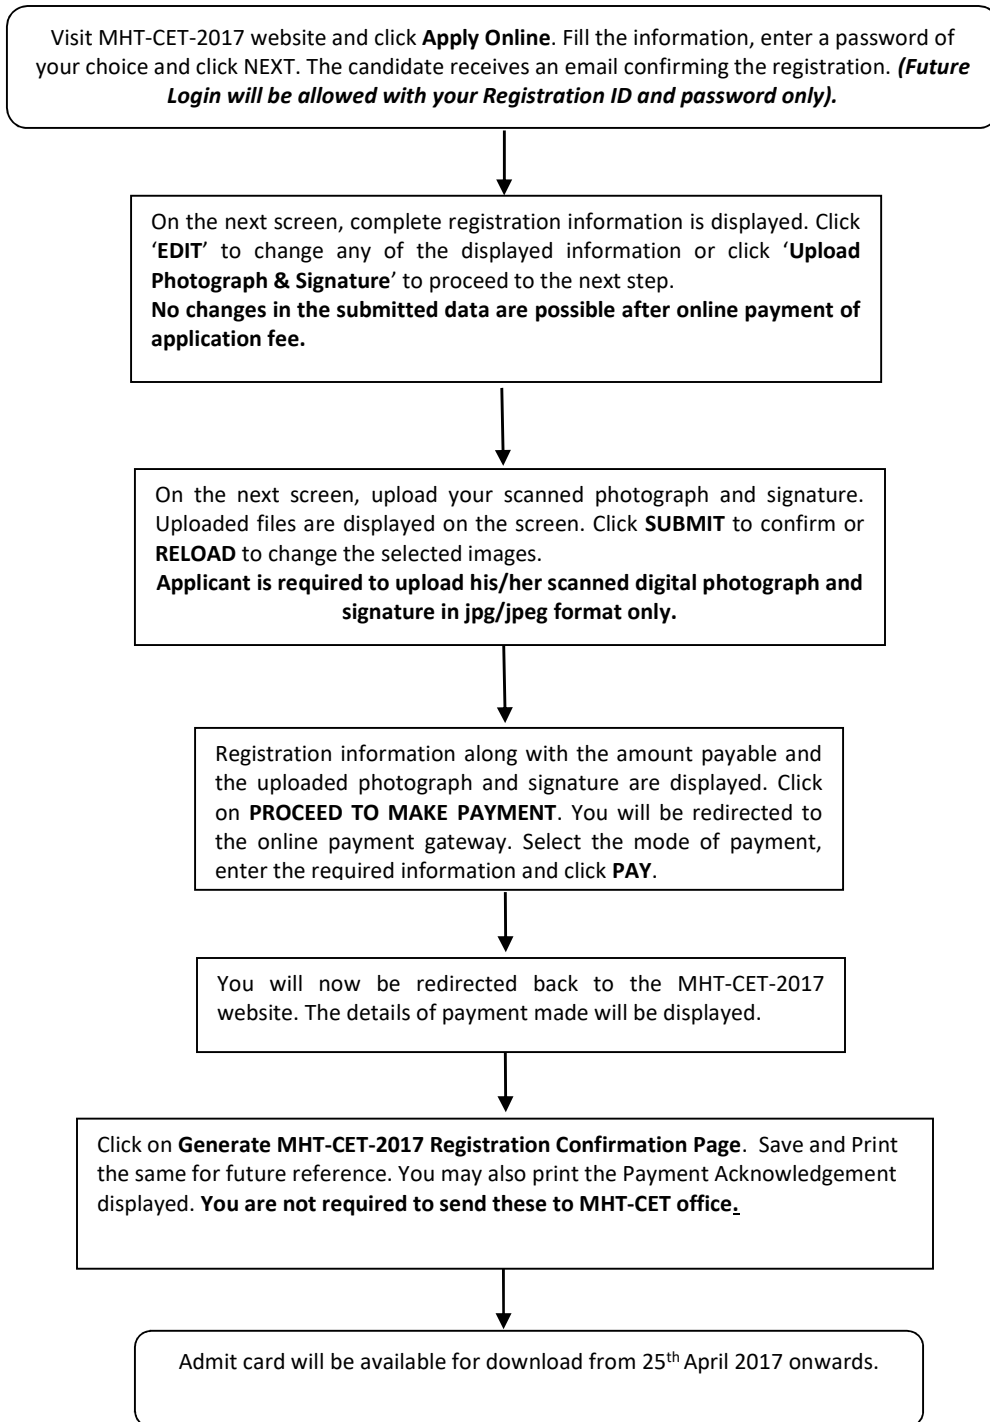 Visit MHT-CET-2017 website and click Apply Online. Fill the information, enter a password of
your choice and click NEXT. The candidate receives an email confirming the registration. (Future
Login will be allowed with your Registration ID and password only).
On the next screen, complete registration information is displayed. Click
‘EDIT’ to change any of the displayed information or click ‘Upload
Photograph & Signature’ to proceed to the next step.
No changes in the submitted data are possible after online payment of
application fee.
On the next screen, upload your scanned photograph and signature.
Uploaded files are displayed on the screen. Click SUBMIT to confirm or
RELOAD to change the selected images.
Applicant is required to upload his/her scanned digital photograph and
signature in jpg/jpeg format only.
Registration information along with the amount payable and
the uploaded photograph and signature are displayed. Click
on PROCEED TO MAKE PAYMENT. You will be redirected to
the online payment gateway. Select the mode of payment,
enter the required information and click PAY.
You will now be redirected back to the MHT-CET-2017
website. The details of payment made will be displayed.
Click on Generate MHT-CET-2017 Registration Confirmation Page. Save and Print
the same for future reference. You may also print the Payment Acknowledgement
displayed. You are not required to send these to MHT-CET office.
Admit card will be available for download from 25th April 2017 onwards.